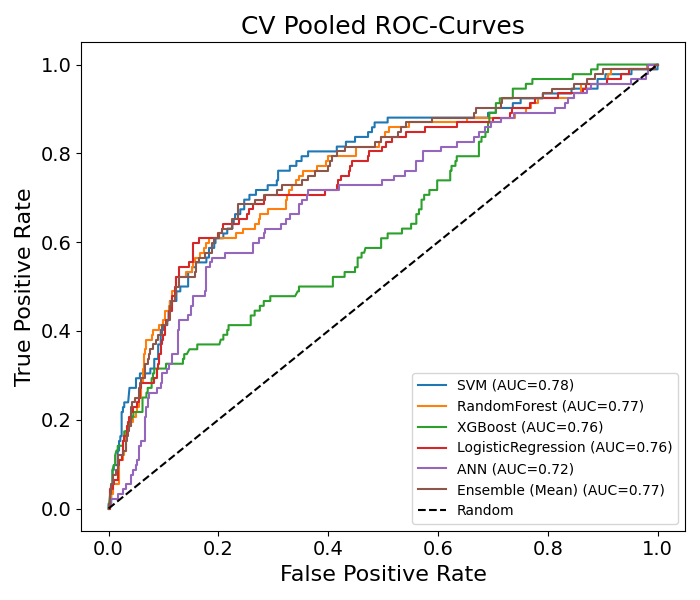 CV Pooled ROC-Curves
True Positive Rate
1.0
0.8
0.6
0.4
0.2
0.0
SVM (AUC=0.78)
RandomForest (AUC=0.77)
XGBoost (AUC=0.76)
LogisticRegression (AUC=0.76)
ANN (AUC=0.72)
Ensemble (Mean) (AUC=0.77)
Random
0.0 0.2 0.4 0.6 0.8 1.0
False Positive Rate